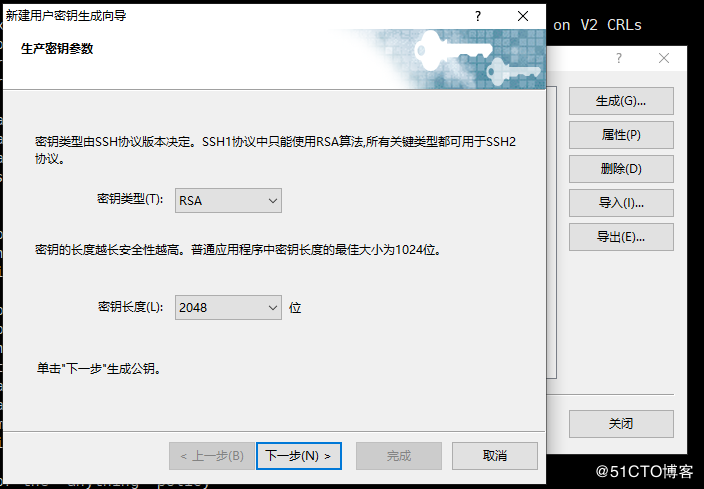 新建用户密钥生成向导
?
on V2 CRLs
生产密钥参数
?
生成(G)...
属性(P)
删除(D)
导入(I)...
导出(E)...
密钥类型由SSH协议版本决定。SSH1协议中只能使用RSA算法,所有关键类型都可用于SSH2
协议。
密钥类型(T): RSA
密钥的长度越长安全性越高。普通应用程序中密钥长度的最佳大小为1024位。
密钥长度(L): 2048 位
单击"下一步"生成公钥。
关闭
< 上一步(B) 下一步(N) > 完成 取消
@51CTO博客